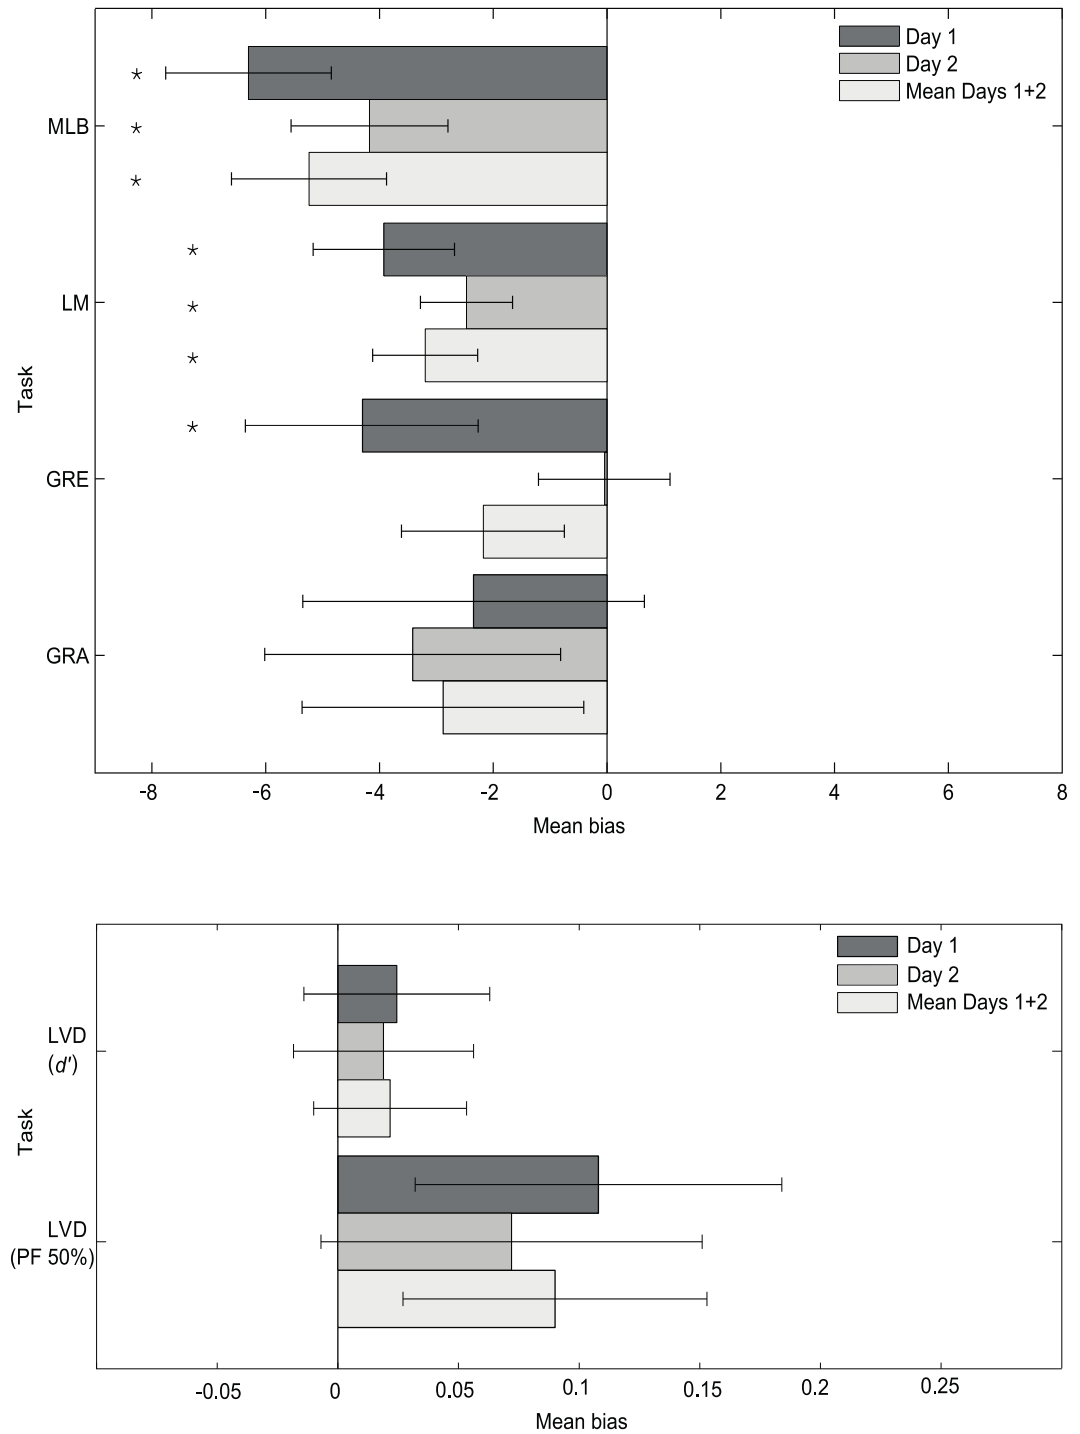 Day 1
Day 2
Mean Days 1+2
*
MLB
*
*
*
LM
*
*
Task
*
GRE
GRA
-8 -6 -4 -2 0 2 4 6 8
Mean bias
Day 1
Day 2
Mean Days 1+2
LVD
(d')
Task
LVD
(PF 50%)
-0.05 0 0.05 0.1 0.15 0.2 0.25
Mean bias